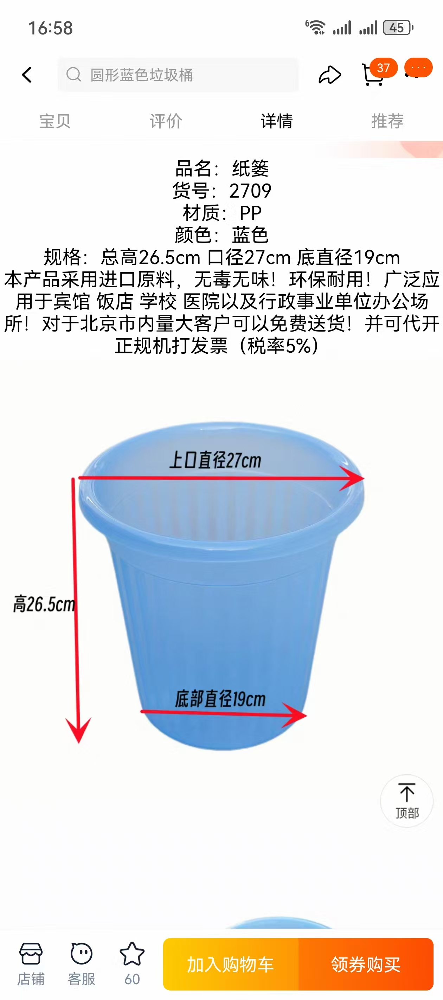 16:58
6
45
圆形蓝色垃圾桶
37
宝贝
评价
详情
推荐
品名：纸篓
货号：2709
材质：PP
颜色：蓝色
规格：总高26.5cm 口径27cm 底直径19cm
本产品采用进口原料，无毒无味！环保耐用！广泛应
用于宾馆 饭店 学校 医院以及行政事业单位办公场
所！对于北京市内量大客户可以免费送货！并可代开
正规机打发票（税率5%）
上口直径27cm
高26.5cm
底部直径19cm
顶部
店铺
客服
60
加入购物车
领券购买